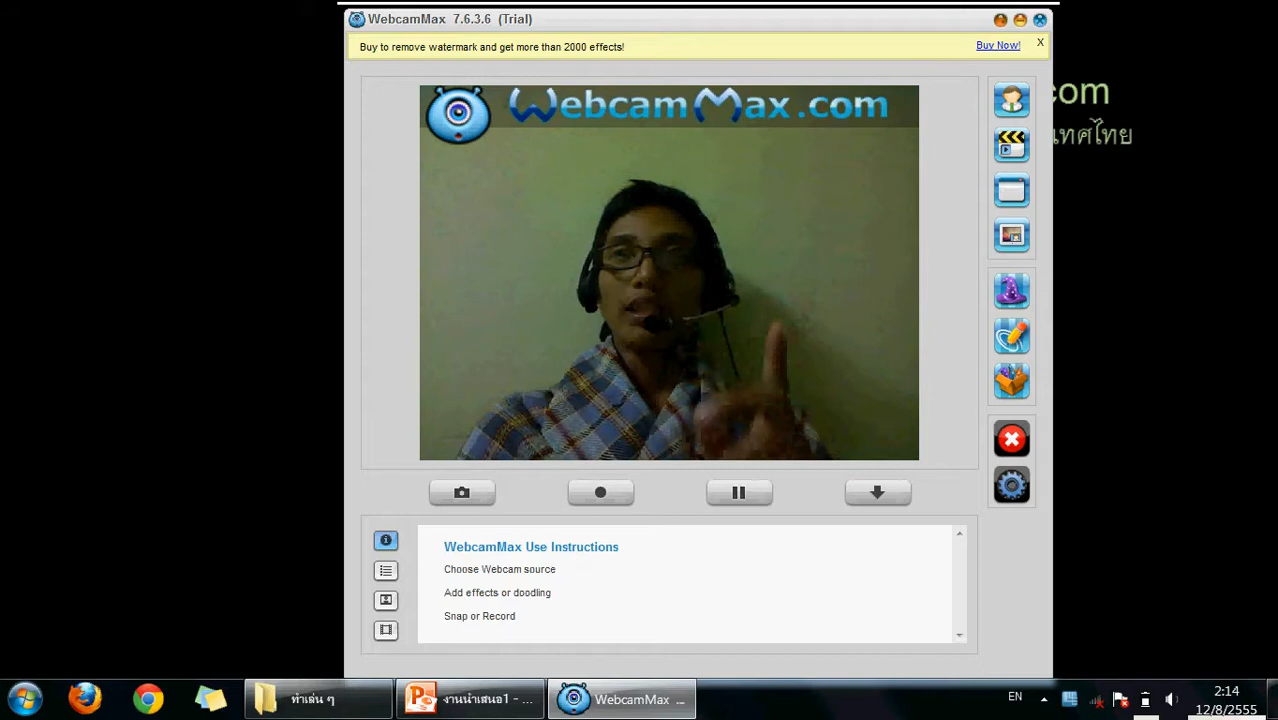 WebcamMax 7.6.3.6 (Trial)
Buy to remove watermark and get more than 2000 effects!
Buy Now!
X
WebcamMax.com
com
เทศไทย
WebcamMax Use Instructions
Choose Webcam source
Add effects or doodling
Snap or Record
ทำเล่น ๆ
งานนำเสนอ1 - ...
WebcamMax ...
EN
2:14
12/8/2555